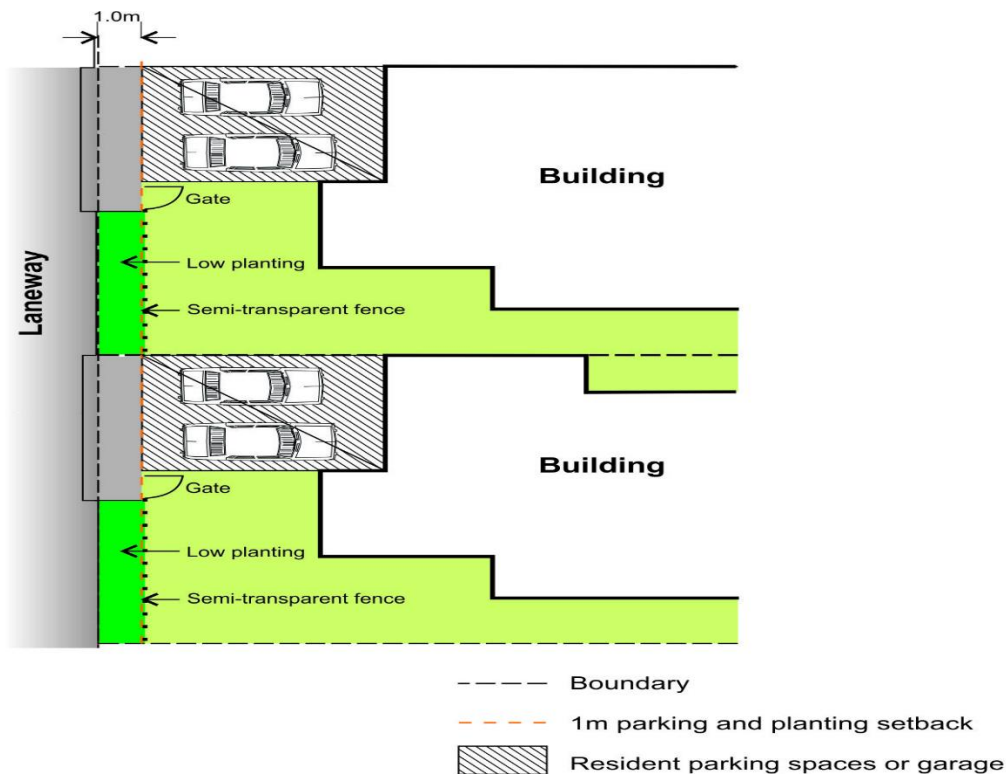 1.0m
Building
Gate
Laneway
Low planting
Semi-transparent fence
Building
Gate
Low planting
Semi-transparent fence
Boundary
1m parking and planting setback
Resident parking spaces or garage